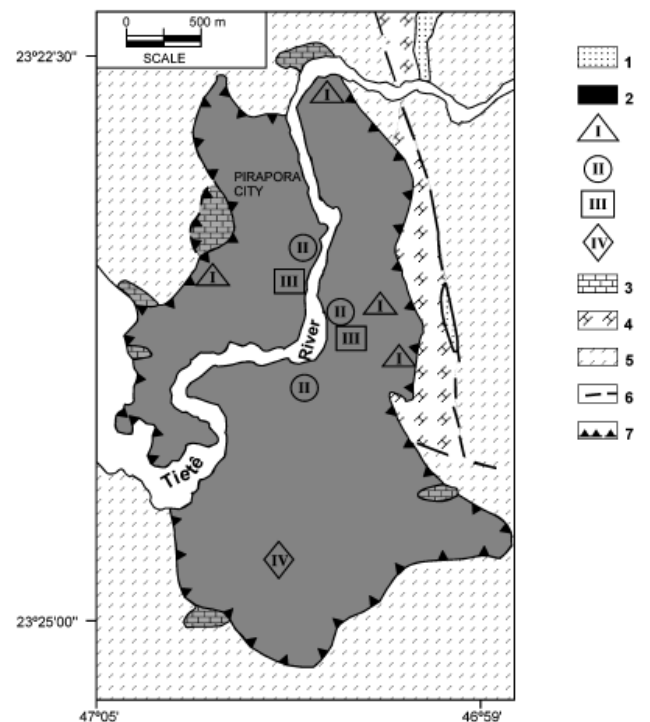 0 500 m
SCALE
23°22'30"
I
PIRAPORA
CITY
II
I
III
I
II
III
River
I
II
Tietê
IV
23°25'00"
47°05'
46°59'
1
2
I
II
III
IV
3
4
5
6
7